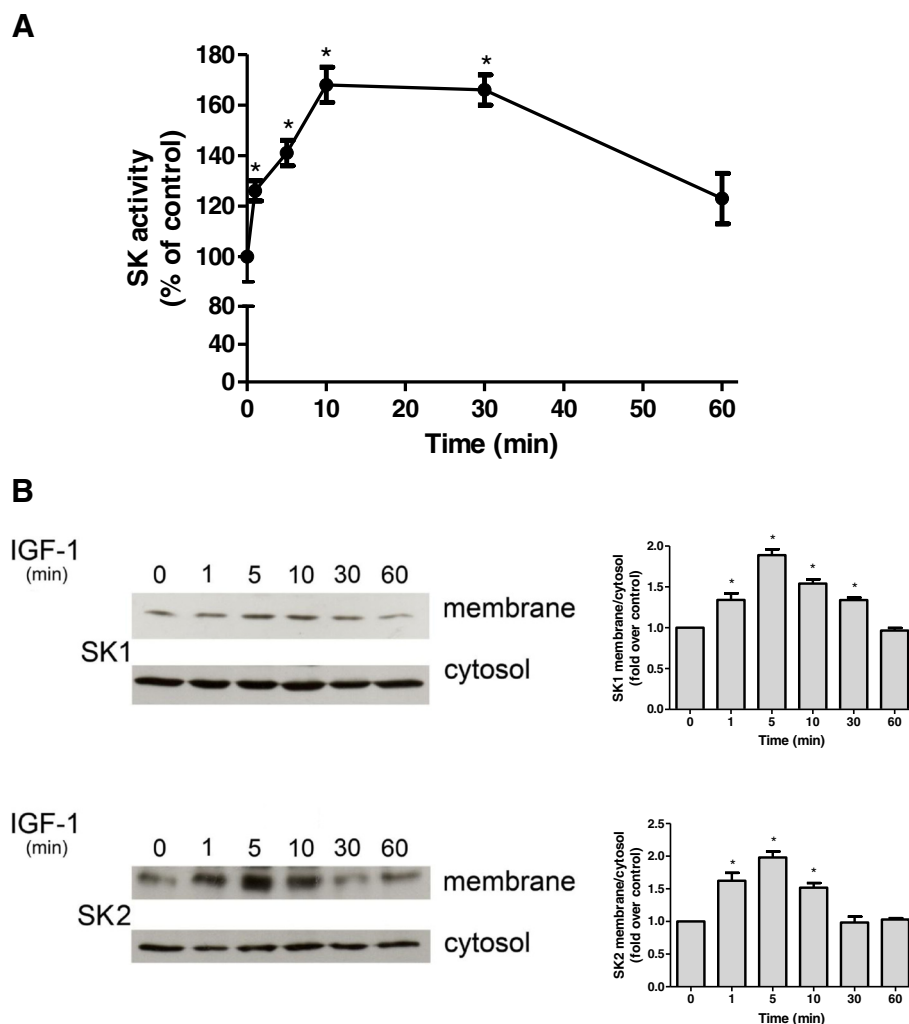 A
SK activity
(% of control)
180
160
140
120
100
80
40
0
*
*
*
*
0 10 20 30 40 50 60
Time (min)
B
IGF-1
(min)
0 1 5 10 30 60
membrane
SK1
cytosol
SK1 membrane/cytosol
(fold over control)
2.0
1.5
1.0
0.5
0.0
*
*
*
*
0 1 5 10 30 60
Time (min)
IGF-1
(min)
0 1 5 10 30 60
membrane
SK2
cytosol
SK2 membrane/cytosol
(fold over control)
2.5
2.0
1.5
1.0
0.5
0.0
*
*
*
0 1 5 10 30 60
Time (min)